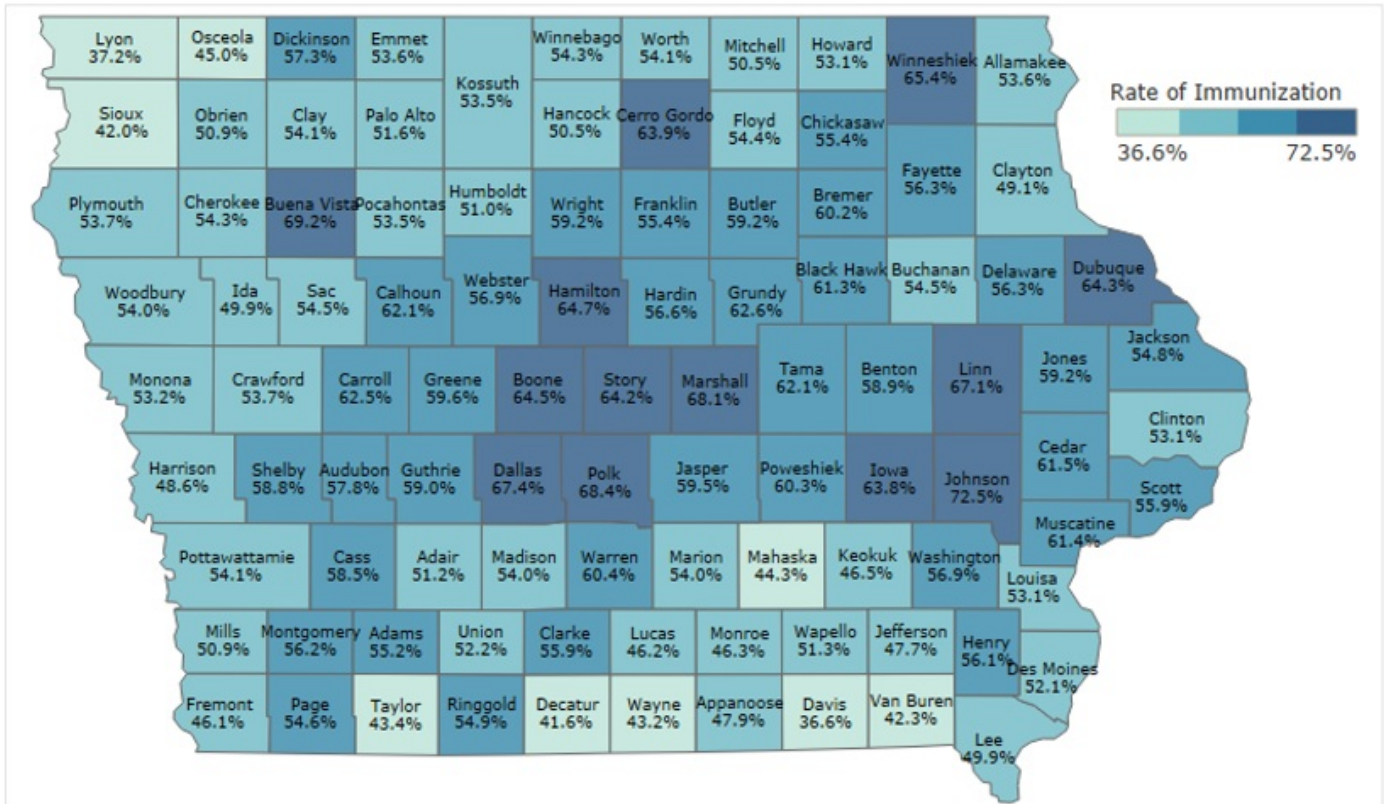 Lyon
37.2%
Osceola
45.0%
Dickinson
57.3%
Emmet
53.6%
Kossuth
53.5%
Winnebago
54.3%
Worth
54.1%
Mitchell
50.5%
Howard
53.1%
Winneshiek
65.4%
Allamakee
53.6%
Rate of Immunization
36.6%
72.5%
Sioux
42.0%
Obrien
50.9%
Clay
54.1%
Palo Alto
51.6%
Hancock
50.5%
Cerro Gordo
63.9%
Floyd
54.4%
Chickasaw
55.4%
Fayette
56.3%
Clayton
49.1%
Plymouth
53.7%
Cherokee
54.3%
Buena Vista
69.2%
Pocahontas
53.5%
Humboldt
51.0%
Wright
59.2%
Franklin
55.4%
Butler
59.2%
Bremer
60.2%
Woodbury
54.0%
Ida
49.9%
Sac
54.5%
Calhoun
62.1%
Webster
56.9%
Hamilton
64.7%
Hardin
56.6%
Grundy
62.6%
Black Hawk
61.3%
Buchanan
54.5%
Delaware
56.3%
Dubuque
64.3%
Monona
53.2%
Crawford
53.7%
Carroll
62.5%
Greene
59.6%
Boone
64.5%
Story
64.2%
Marshall
68.1%
Tama
62.1%
Benton
58.9%
Linn
67.1%
Jones
59.2%
Jackson
54.8%
Clinton
53.1%
Harrison
48.6%
Shelby
58.8%
Audubon
57.8%
Guthrie
59.0%
Dallas
67.4%
Polk
68.4%
Jasper
59.5%
Poweshiek
60.3%
Iowa
63.8%
Johnson
72.5%
Cedar
61.5%
Scott
55.9%
Muscatine
61.4%
Pottawattamie
54.1%
Cass
58.5%
Adair
51.2%
Madison
54.0%
Warren
60.4%
Marion
54.0%
Mahaska
44.3%
Keokuk
46.5%
Washington
56.9%
Louisa
53.1%
Mills
50.9%
Montgomery
56.2%
Adams
55.2%
Union
52.2%
Clarke
55.9%
Lucas
46.2%
Monroe
46.3%
Wapello
51.3%
Jefferson
47.7%
Henry
56.1%
Des Moines
52.1%
Fremont
46.1%
Page
54.6%
Taylor
43.4%
Ringgold
54.9%
Decatur
41.6%
Wayne
43.2%
Appanoose
47.9%
Davis
36.6%
Van Buren
42.3%
Lee
49.9%